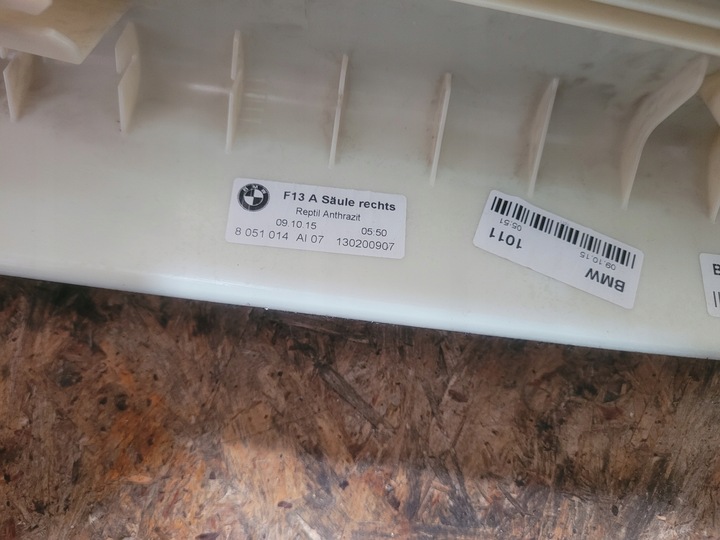 BMW
F13 A Säule rechts
Reptil Anthrazit
09.10.15 05:50
8 051 014 AI 07 130200907
BMW 1011
09.10.15 05:51
B